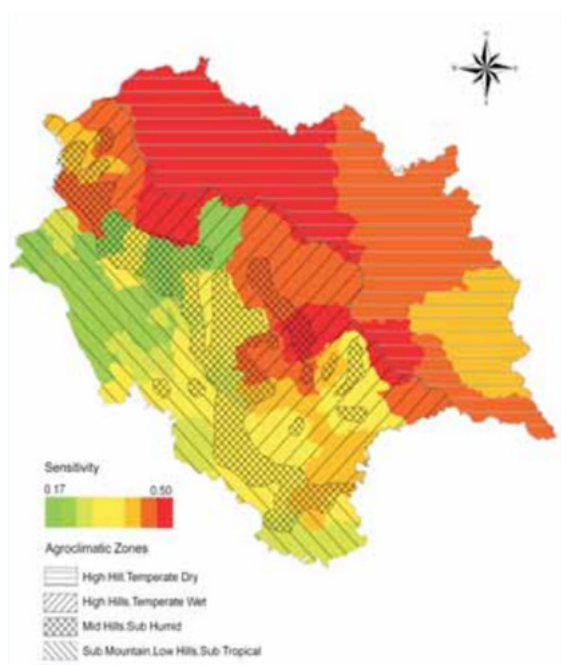 N
Sensitivity
0.17 0.50
Agroclimatic Zones
High Hill.Temperate Dry
High Hills.Temperate Wet
Mid Hills.Sub Humid
Sub Mountain.Low Hills.Sub Tropical